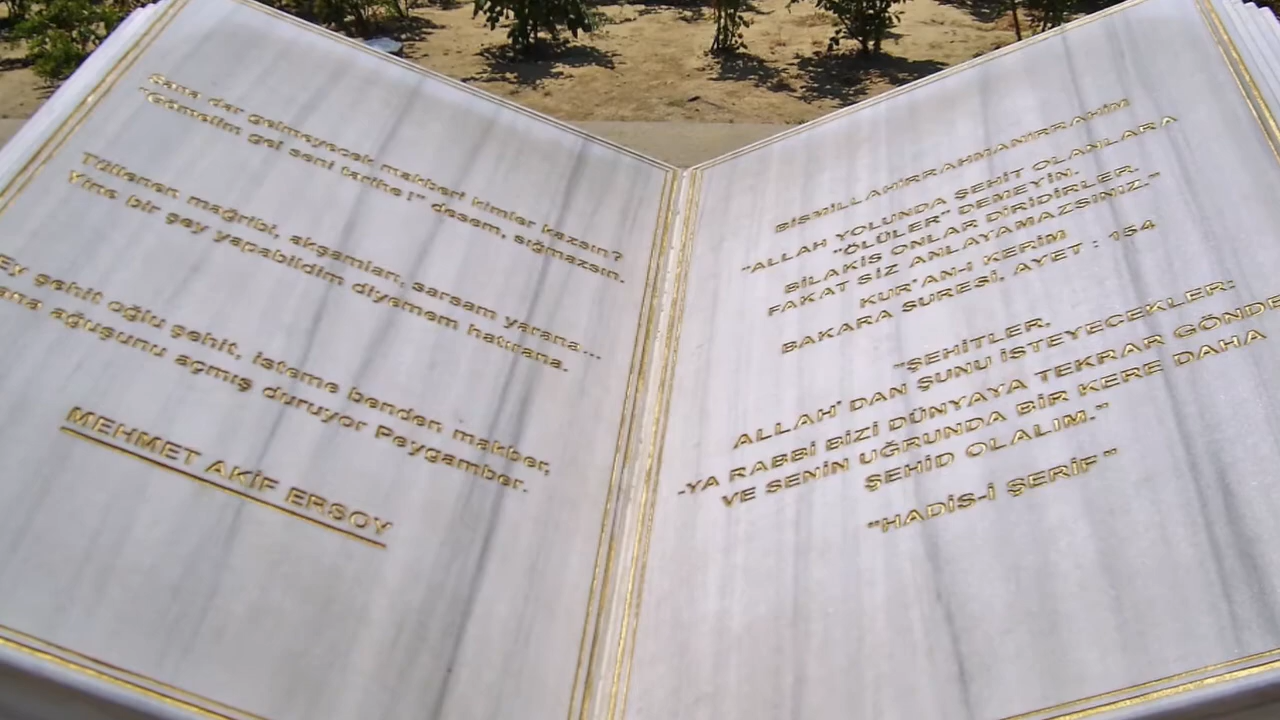 Sana dar gelmeyecek makberi kimler kazsın?
"Gömelim gel seni tarihe!" desem, sığmazsın.
Tüllenen mağribi, akşamları, sarsam yarana...
Yine bir şey yapabildim diyemem hatırana.
Ey şehit oğlu şehit, isteme benden makber,
ana ağuşunu açmış duruyor Peygamber.
MEHMET AKİF ERSOY
BİSMİLLAHİRRAHMANİRRAHİM
"ALLAH YOLUNDA ŞEHİT OLANLARA
"ÖLÜLER" DEMEYİN.
BİLAKİS ONLAR DİRİDİRLER.
FAKAT SİZ ANLAYAMAZSINIZ."
KUR'AN-I KERİM
BAKARA SURESİ, AYET : 154
"ŞEHİTLER,
ALLAH'DAN ŞUNU İSTEYECEKLER:
-YA RABBİ BİZİ DÜNYAYA TEKRAR GÖNDE
VE SENİN UĞRUNDA BİR KERE DAHA
ŞEHİD OLALIM."
"HADİS-İ ŞERİF"